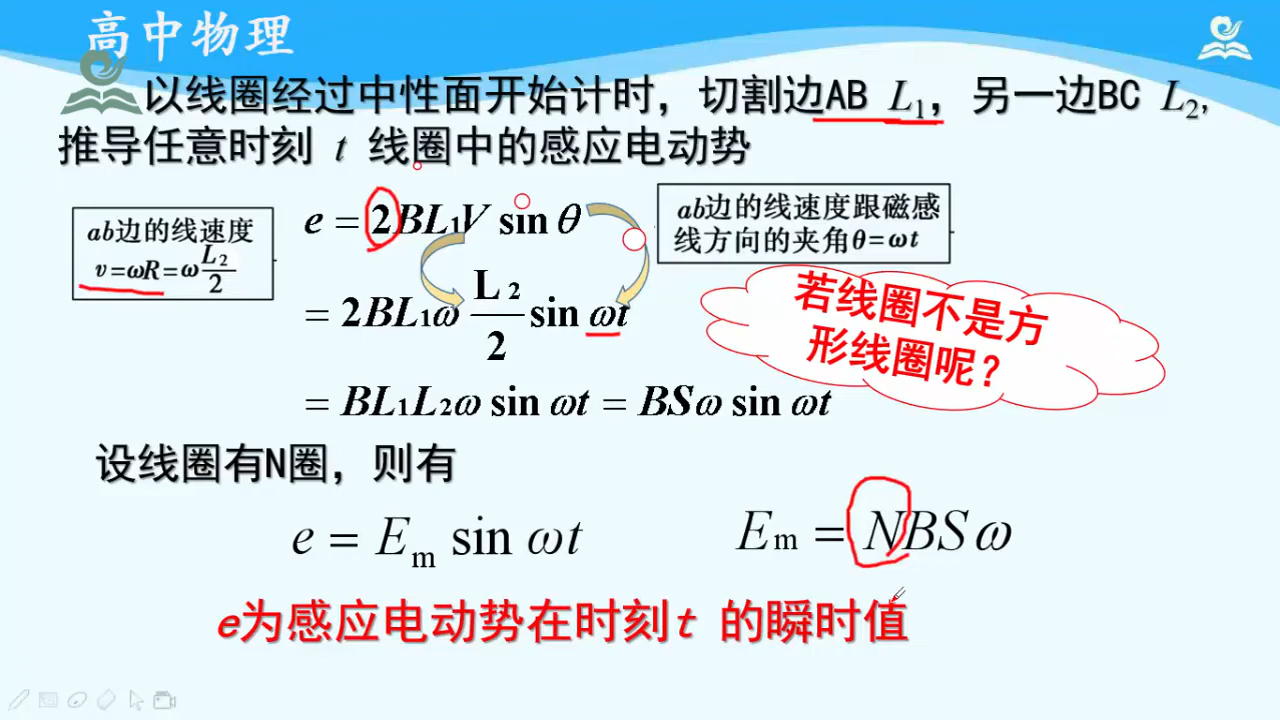 高中物理
以线圈经过中性面开始计时，切割边AB L₁，另一边BC L₂，
推导任意时刻 t 线圈中的感应电动势
ab边的线速度
v=ωR=ω L₂/2
e = 2BL₁V sin θ
ab边的线速度跟磁感
线方向的夹角θ=ωt
= 2BL₁ω L₂/2 sin ωt
若线圈不是方
形线圈呢？
= BL₁L₂ω sin ωt = BSω sin ωt
设线圈有N圈，则有
e = Eₘ sin ωt
Eₘ = NBSω
e为感应电动势在时刻t 的瞬时值